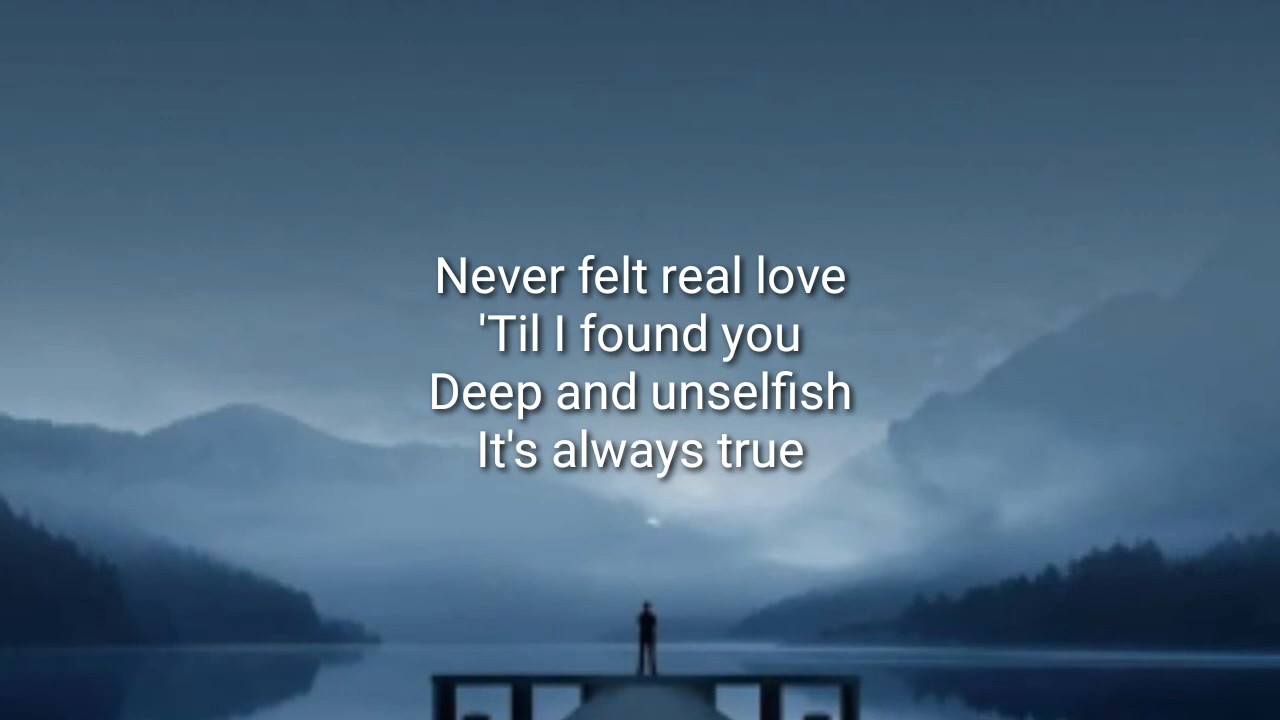 Never felt real love
'Til I found you
Deep and unselfish
It's always true